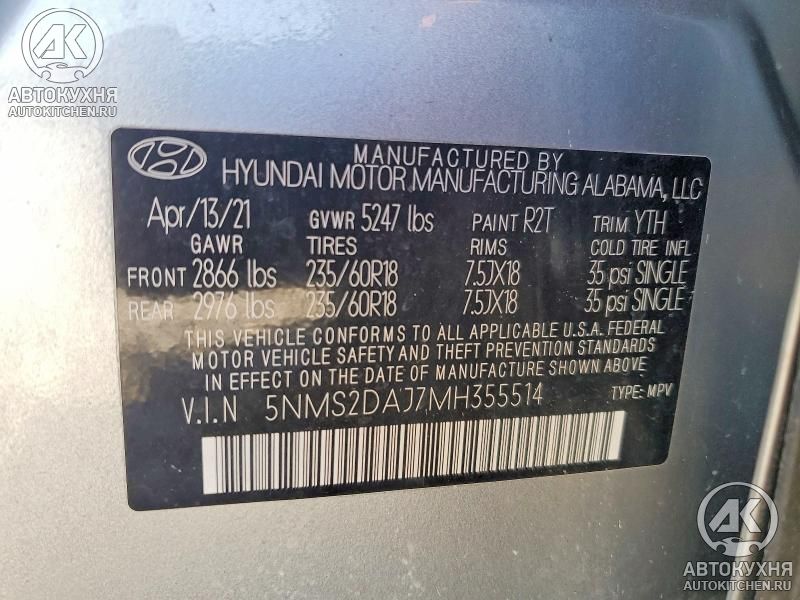 АК
АВТОКУХНЯ
AUTOKITCHEN.RU
MANUFACTURED BY
HYUNDAI MOTOR MANUFACTURING ALABAMA, LLC
Apr/13/21 GVWR 5247 lbs PAINT R2T TRIM YTH
GAWR TIRES RIMS COLD TIRE INFL
FRONT 2866 lbs 235/60R18 7.5JX18 35 psi SINGLE
REAR 2976 lbs 235/60R18 7.5JX18 35 psi SINGLE
THIS VEHICLE CONFORMS TO ALL APPLICABLE U.S.A. FEDERAL
MOTOR VEHICLE SAFETY AND THEFT PREVENTION STANDARDS
IN EFFECT ON THE DATE OF MANUFACTURE SHOWN ABOVE
V.I.N 5NMS2DAJ7MH355514 TYPE: MPV
АК
АВТОКУХНЯ
AUTOKITCHEN.RU